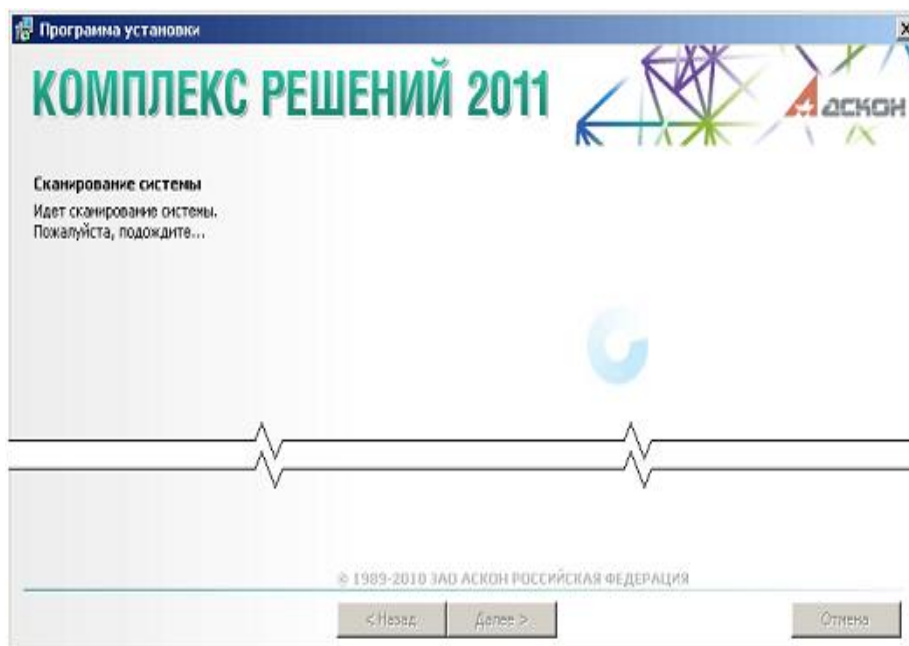 Программа установки
КОМПЛЕКС РЕШЕНИЙ 2011
АСКОН
Сканирование системы
Идет сканирование системы.
Пожалуйста, подождите...
© 1989-2010 ЗАО АСКОН РОССИЙСКАЯ ФЕДЕРАЦИЯ
< Назад
Далее >
Отмена